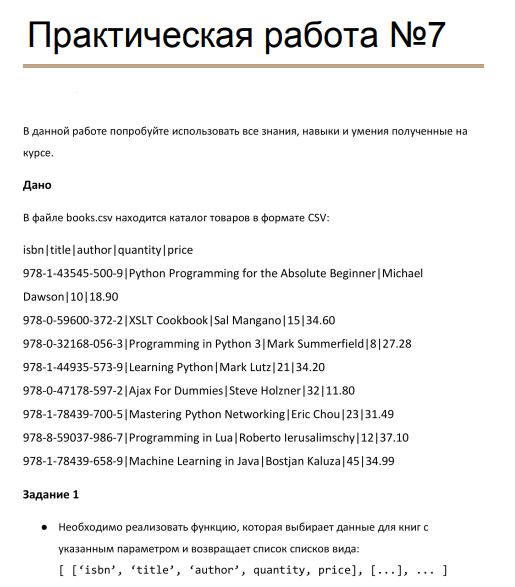 Практическая работа №7
В данной работе попробуйте использовать все знания, навыки и умения полученные на
курсе.
Дано
В файле books.csv находится каталог товаров в формате CSV:
isbn|title|author|quantity|price
978-1-43545-500-9|Python Programming for the Absolute Beginner|Michael
Dawson|10|18.90
978-0-59600-372-2|XSLT Cookbook|Sal Mangano|15|34.60
978-0-32168-056-3|Programming in Python 3|Mark Summerfield|8|27.28
978-1-44935-573-9|Learning Python|Mark Lutz|21|34.20
978-0-47178-597-2|Ajax For Dummies|Steve Holzner|32|11.80
978-1-78439-700-5|Mastering Python Networking|Eric Chou|23|31.49
978-8-59037-986-7|Programming in Lua|Roberto Ierusalimschy|12|37.10
978-1-78439-658-9|Machine Learning in Java|Bostjan Kaluza|45|34.99
Задание 1
● Необходимо реализовать функцию, которая выбирает данные для книг с
указанным параметром и возвращает список списков вида:
[ [‘isbn’, ‘title’, ‘author’, quantity, price], [...], ... ]